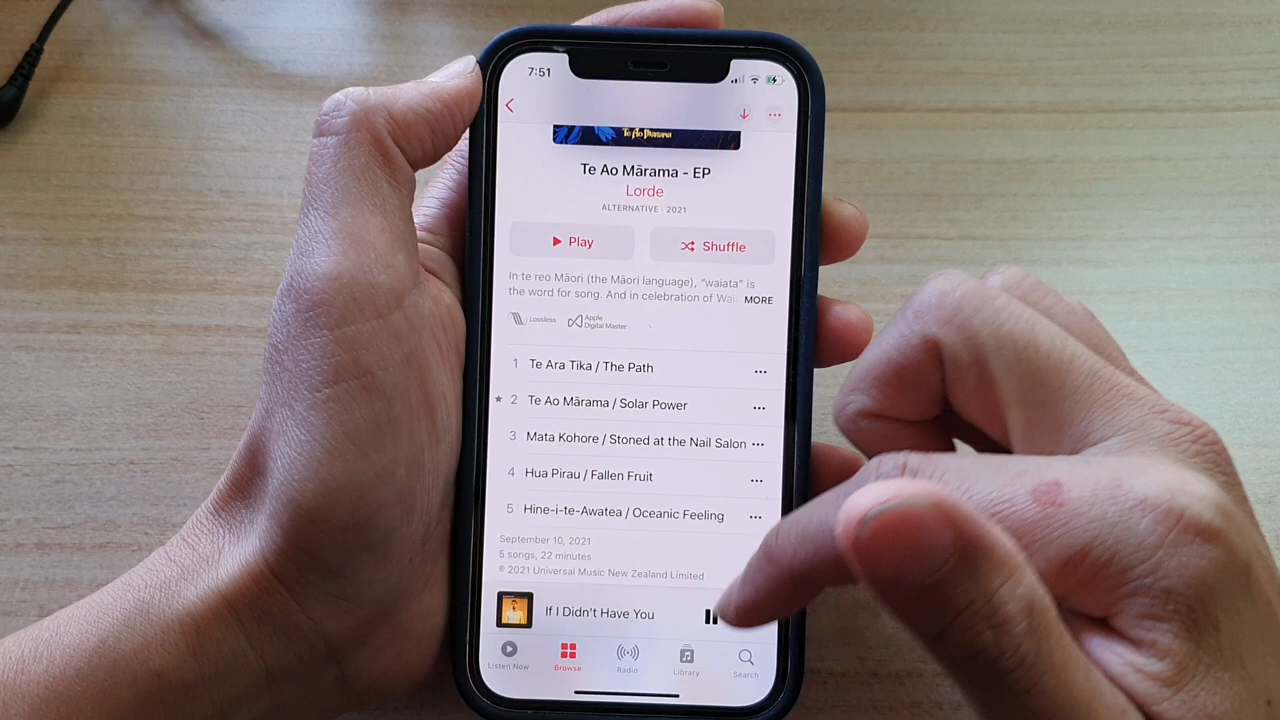 7:51
Te Ao Mārama
Te Ao Mārama - EP
Lorde
ALTERNATIVE · 2021
Play
Shuffle
In te reo Māori (the Māori language), "waiata" is
the word for song. And in celebration of Wai MORE
Lossless
Apple
Digital Master
1 Te Ara Tika / The Path
★ 2 Te Ao Mārama / Solar Power
3 Mata Kohore / Stoned at the Nail Salon
4 Hua Pirau / Fallen Fruit
5 Hine-i-te-Awatea / Oceanic Feeling
September 10, 2021
5 songs, 22 minutes
℗ 2021 Universal Music New Zealand Limited
If I Didn't Have You
Listen Now
Browse
Radio
Library
Search